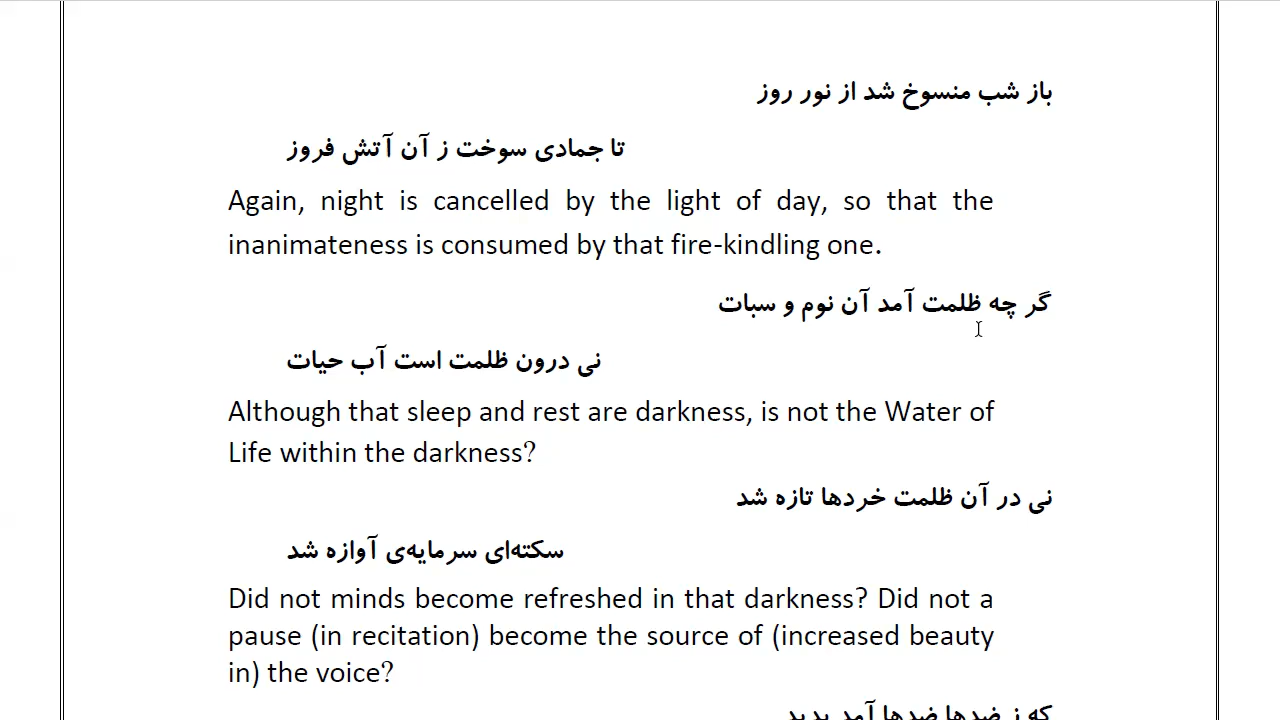 باز شب منسوخ شد از نور روز
تا جمادی سوخت ز آن آتش فروز
Again, night is cancelled by the light of day, so that the
inanimateness is consumed by that fire-kindling one.
گر چه ظلمت آمد آن نوم و سبات
نی درون ظلمت است آب حیات
Although that sleep and rest are darkness, is not the Water of
Life within the darkness?
نی در آن ظلمت خردها تازه شد
سکته‌ای سرمایه‌ی آوازه شد
Did not minds become refreshed in that darkness? Did not a
pause (in recitation) become the source of (increased beauty
in) the voice?
که ز ضدها ضدها آمد پدید